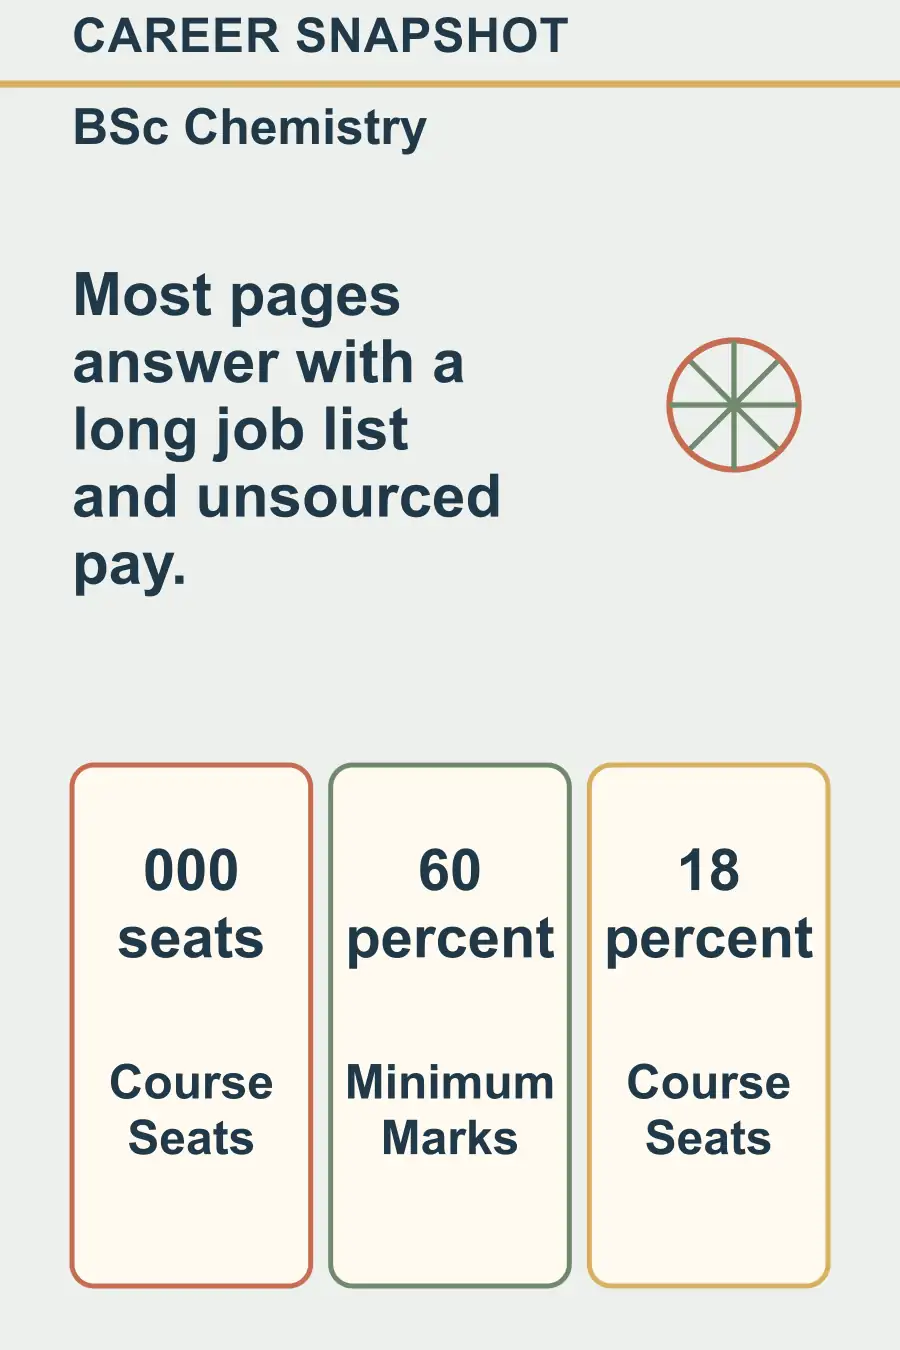 CAREER SNAPSHOT
BSc Chemistry
Most pages
answer with a
long job list
and unsourced
pay.
000
seats
Course
Seats
60
percent
Minimum
Marks
18
percent
Course
Seats